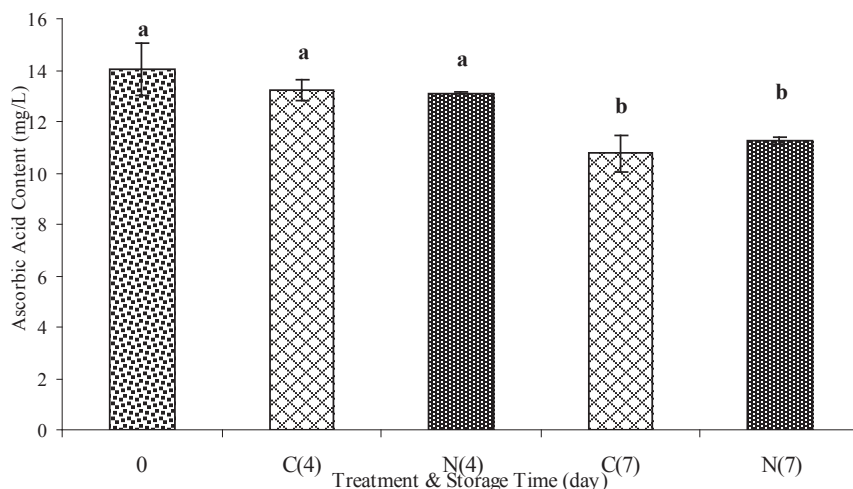 16
14
12
10
8
6
4
2
0
Ascorbic Acid Content (mg/L)
a
a
a
b
b
0
C(4)
N(4)
C(7)
N(7)
Treatment & Storage Time (day)